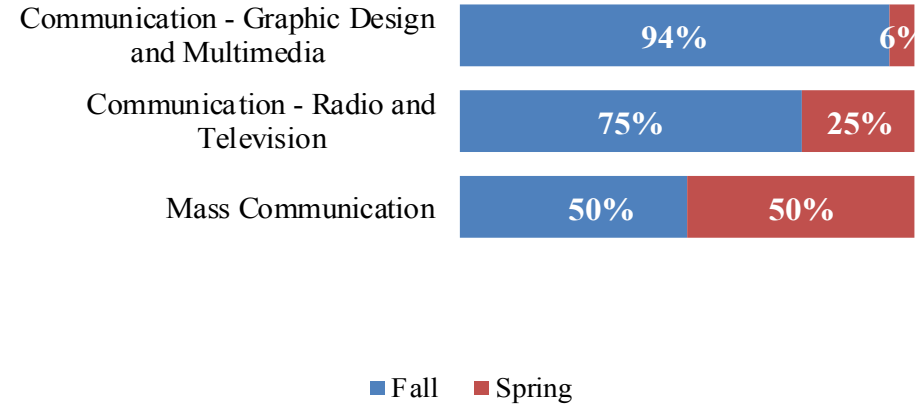 Communication - Graphic Design
and Multimedia
94%
6%
Communication - Radio and
Television
75%
25%
Mass Communication
50%
50%
Fall
Spring